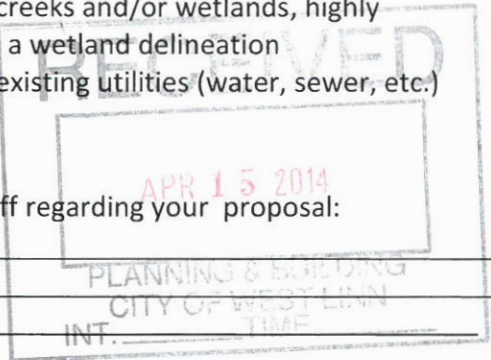 creeks and/or wetlands, highly
a wetland delineation
RECEIVED
existing utilities (water, sewer, etc.)
APR 15 2014
ff regarding your proposal:
PLANNING & BUILDING
CITY OF WEST LINN
INT. TIME